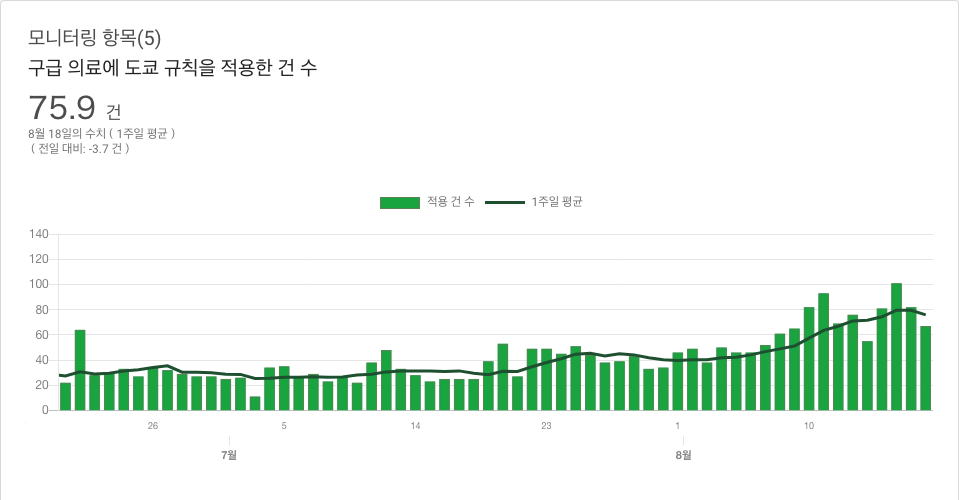 모니터링 항목(5)
구급 의료에 도쿄 규칙을 적용한 건 수
75.9 건
8월 18일의 수치 ( 1주일 평균 )
( 전일 대비: -3.7 건 )
적용 건 수 1주일 평균
140
120
100
80
60
40
20
0
26 5 14 23 1 10
7월 8월